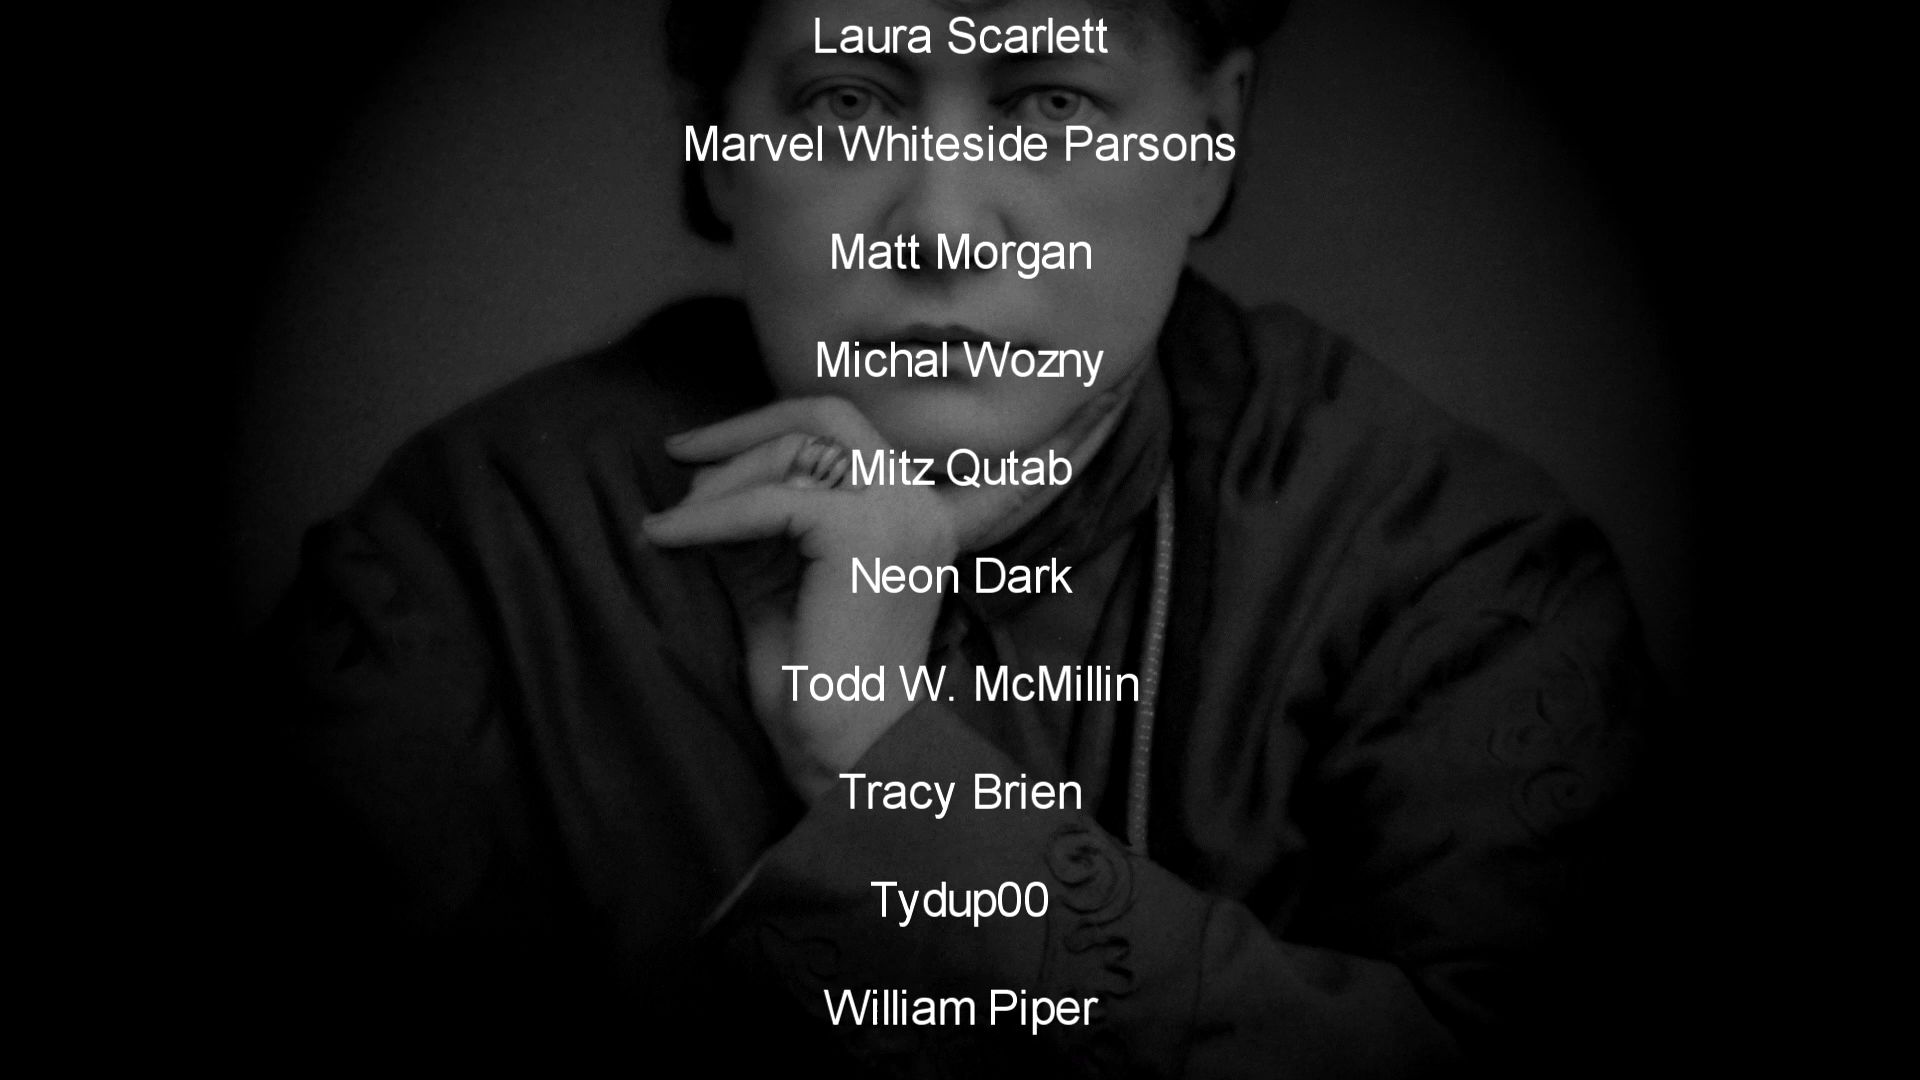 Laura Scarlett
Marvel Whiteside Parsons
Matt Morgan
Michal Wozny
Mitz Qutab
Neon Dark
Todd W. McMillin
Tracy Brien
Tydup00
William Piper